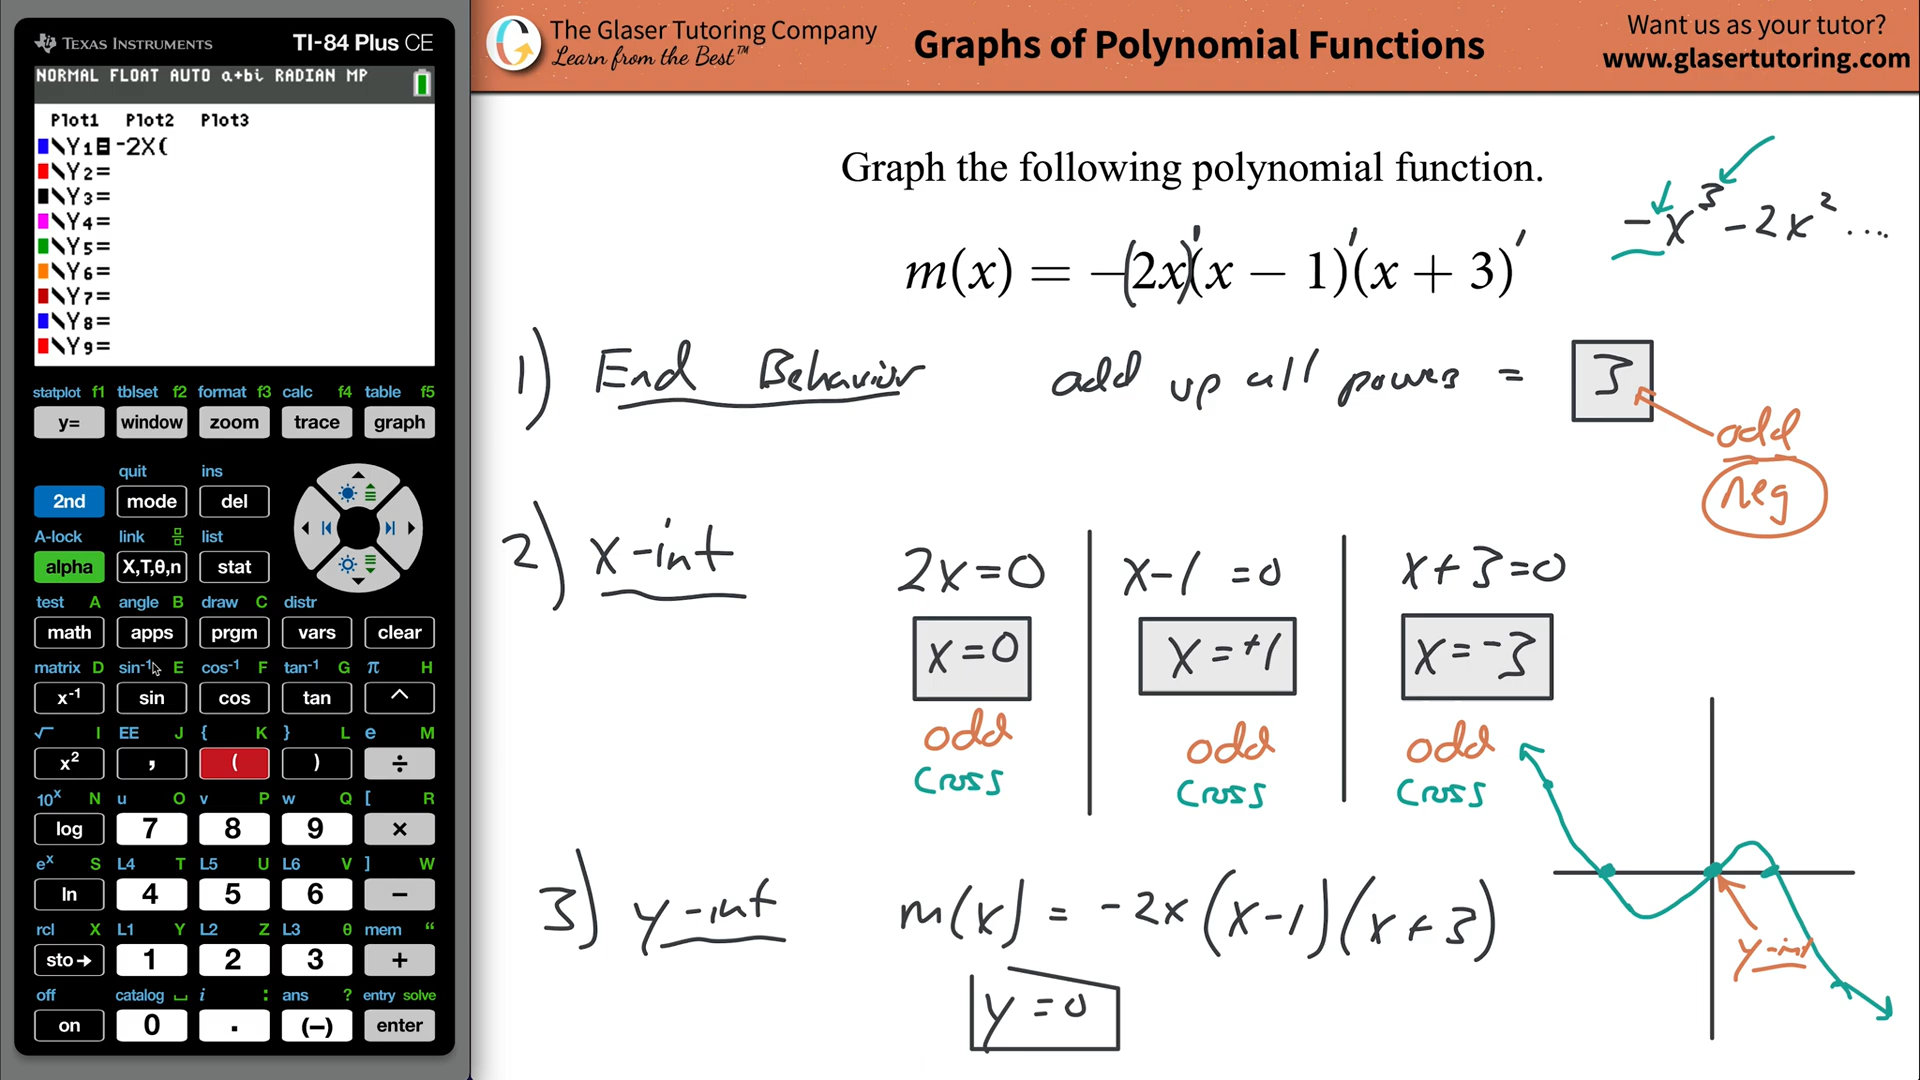 TEXAS INSTRUMENTS TI-84 Plus CE
NORMAL FLOAT AUTO a+bi RADIAN MP
Plot1 Plot2 Plot3
\Y1=-2X(
\Y2=
\Y3=
\Y4=
\Y5=
\Y6=
\Y7=
\Y8=
\Y9=
statplot f1 tblset f2 format f3 calc f4 table f5
y= window zoom trace graph
quit ins
2nd mode del
A-lock link list
alpha X,T,θ,n stat
test A angle B draw C distr
math apps prgm vars clear
matrix D sin⁻¹ E cos⁻¹ F tan⁻¹ G π H
x⁻¹ sin cos tan ^
√ I EE J { K } L e M
x² , ( ) ÷
10ˣ N u O v P w Q [ R
log 7 8 9 ×
eˣ S L4 T L5 U L6 V ] W
ln 4 5 6 −
rcl X L1 Y L2 Z L3 θ mem "
sto→ 1 2 3 +
off catalog ⎵ i : ans ? entry solve
on 0 . (−) enter
The Glaser Tutoring Company
Learn from the Best™
Graphs of Polynomial Functions
Want us as your tutor?
www.glasertutoring.com
Graph the following polynomial function.
−x³−2x² ....
m(x) = −(2x)'(x − 1)'(x + 3)'
1) End Behavior add up all powers = 3
odd
neg
2) x-int 2x=0 x-1 =0 x+3=0
x=0 x=+1 x=-3
odd odd odd
cross cross cross
3) y-int m(x) = -2x(x-1)(x+3)
y-int
y=0